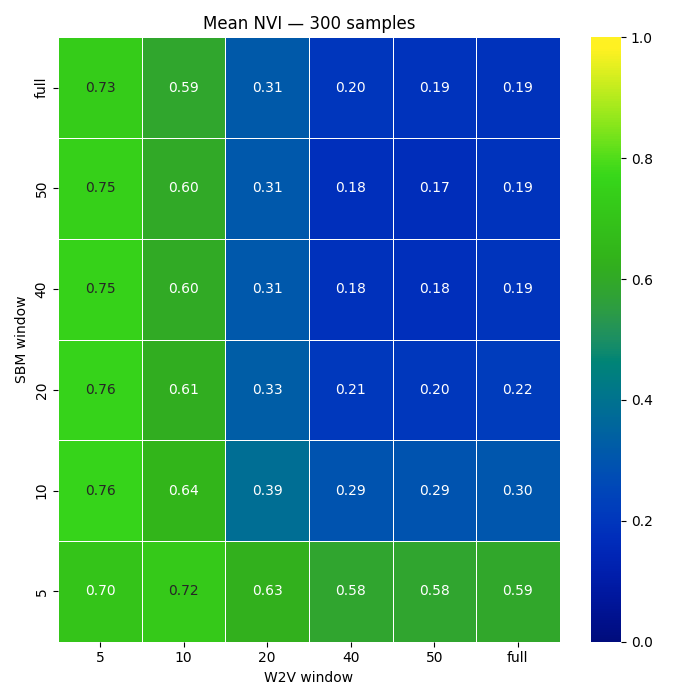 Mean NVI — 300 samples
SBM window
full 0.73 0.59 0.31 0.20 0.19 0.19
50 0.75 0.60 0.31 0.18 0.17 0.19
40 0.75 0.60 0.31 0.18 0.18 0.19
20 0.76 0.61 0.33 0.21 0.20 0.22
10 0.76 0.64 0.39 0.29 0.29 0.30
5 0.70 0.72 0.63 0.58 0.58 0.59
5 10 20 40 50 full
W2V window
1.0
0.8
0.6
0.4
0.2
0.0